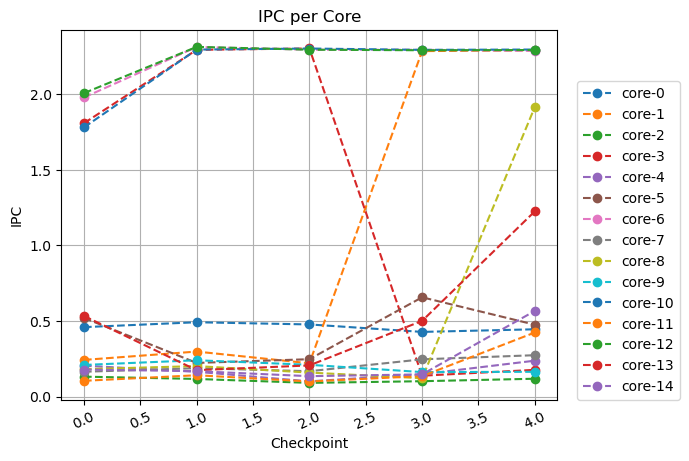 IPC per Core
IPC
2.0
1.5
1.0
0.5
0.0
0.0
0.5
1.0
1.5
2.0
2.5
3.0
3.5
4.0
Checkpoint
core-0
core-1
core-2
core-3
core-4
core-5
core-6
core-7
core-8
core-9
core-10
core-11
core-12
core-13
core-14